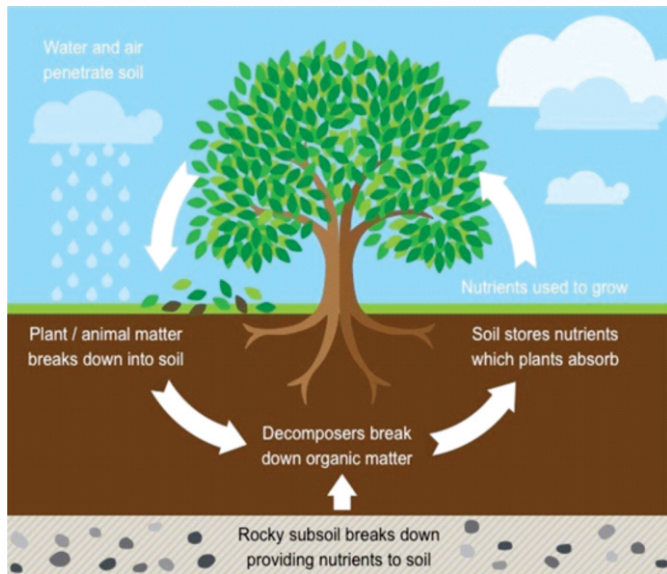 Water and air
penetrate soil
Nutrients used to grow
Plant / animal matter
breaks down into soil
Soil stores nutrients
which plants absorb
Decomposers break
down organic matter
Rocky subsoil breaks down
providing nutrients to soil